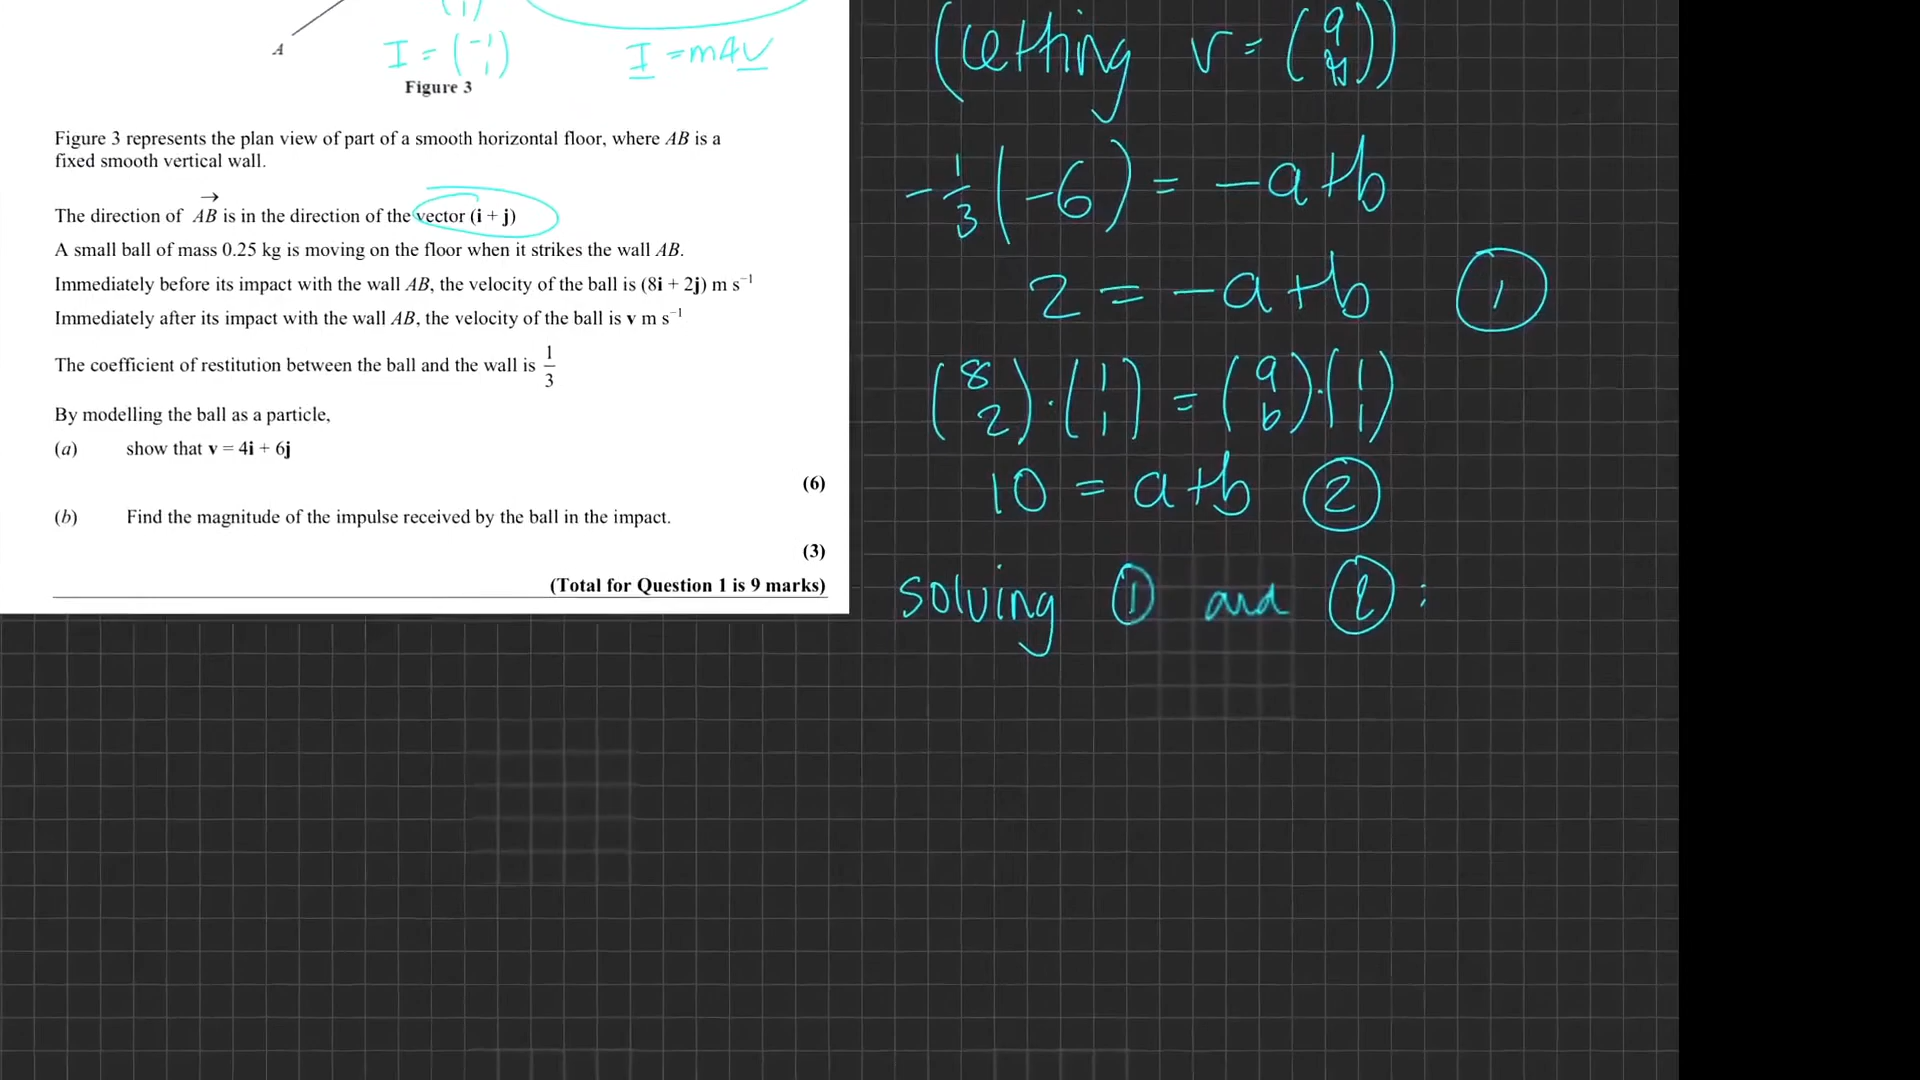 A
(1)
I = (-1 1)
I = mΔv
Figure 3
Figure 3 represents the plan view of part of a smooth horizontal floor, where AB is a
fixed smooth vertical wall.
The direction of AB→ is in the direction of the vector (i + j)
A small ball of mass 0.25 kg is moving on the floor when it strikes the wall AB.
Immediately before its impact with the wall AB, the velocity of the ball is (8i + 2j) m s⁻¹
Immediately after its impact with the wall AB, the velocity of the ball is v m s⁻¹
The coefficient of restitution between the ball and the wall is 1/3
By modelling the ball as a particle,
(a) show that v = 4i + 6j
(6)
(b) Find the magnitude of the impulse received by the ball in the impact.
(3)
(Total for Question 1 is 9 marks)
(letting v = (a b))
-1/3 (-6) = -a+b
2 = -a+b ①
(8 2)·(1 1) = (a b)·(1 1)
10 = a+b ②
solving ① and ② :